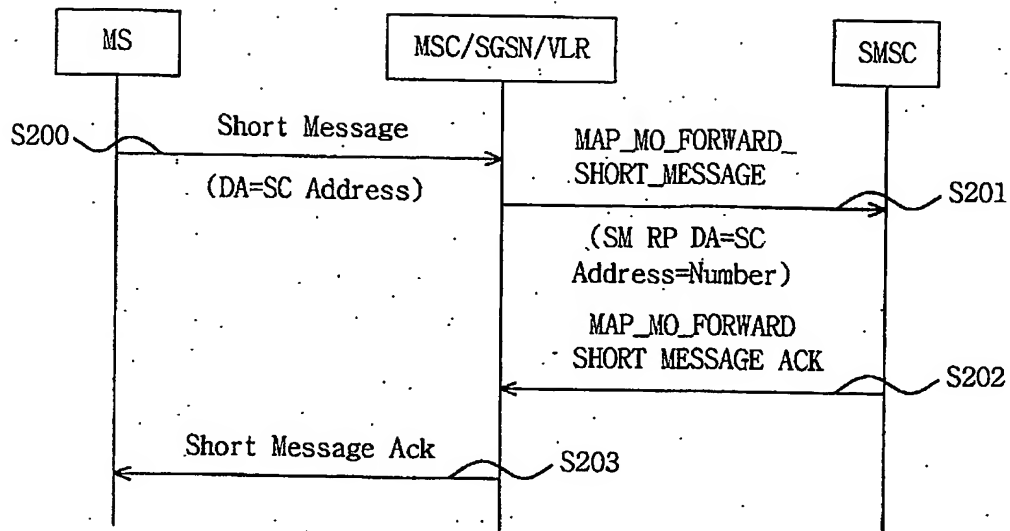 MS
MSC/SGSN/VLR
SMSC
S200
Short Message
(DA=SC Address)
MAP_MO_FORWARD_
SHORT_MESSAGE
S201
(SM RP DA=SC
Address=Number)
MAP_MO_FORWARD
SHORT MESSAGE ACK
S202
Short Message Ack
S203